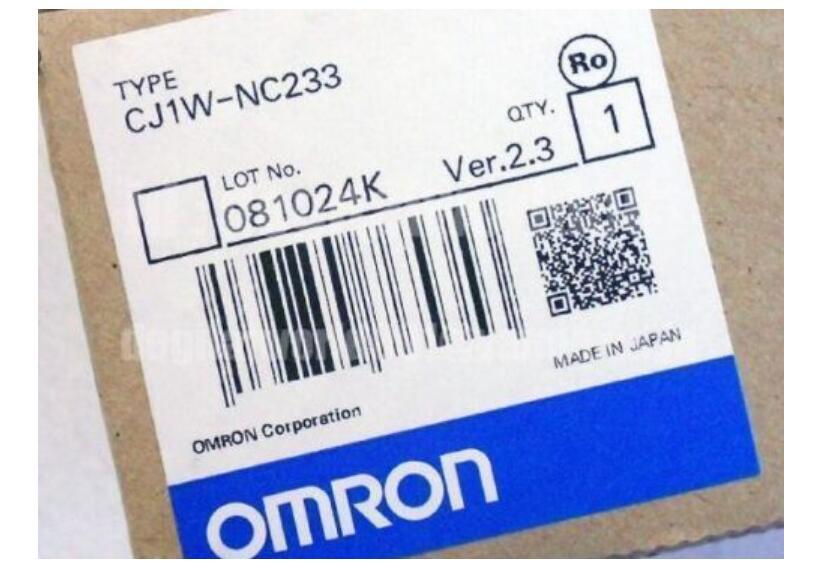 TYPE
CJ1W-NC233
Ro
QTY.
1
LOT No.
081024K
Ver.2.3
MADE IN JAPAN
OMRON Corporation
OMRON